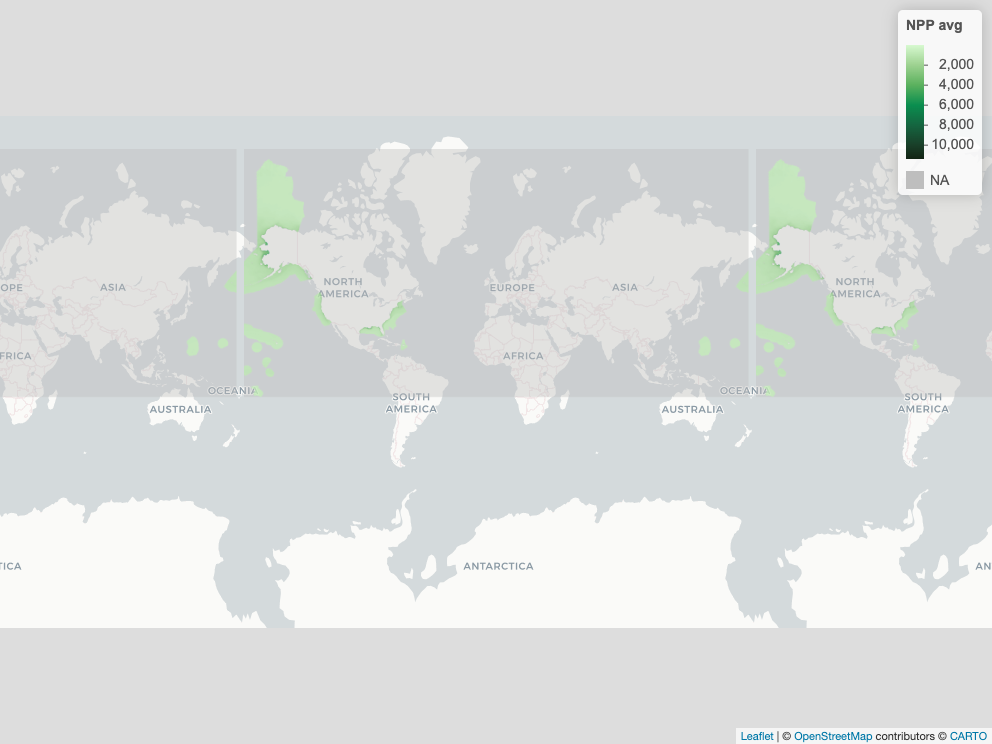 NPP avg
2,000
4,000
6,000
8,000
10,000
NA
OPE
ASIA
NORTH
AMERICA
EUROPE
ASIA
NORTH
AMERICA
FRICA
AFRICA
OCEANIA
OCEANIA
AUSTRALIA
SOUTH
AMERICA
AUSTRALIA
SOUTH
AMERICA
TICA
ANTARCTICA
AN
Leaflet | © OpenStreetMap contributors © CARTO